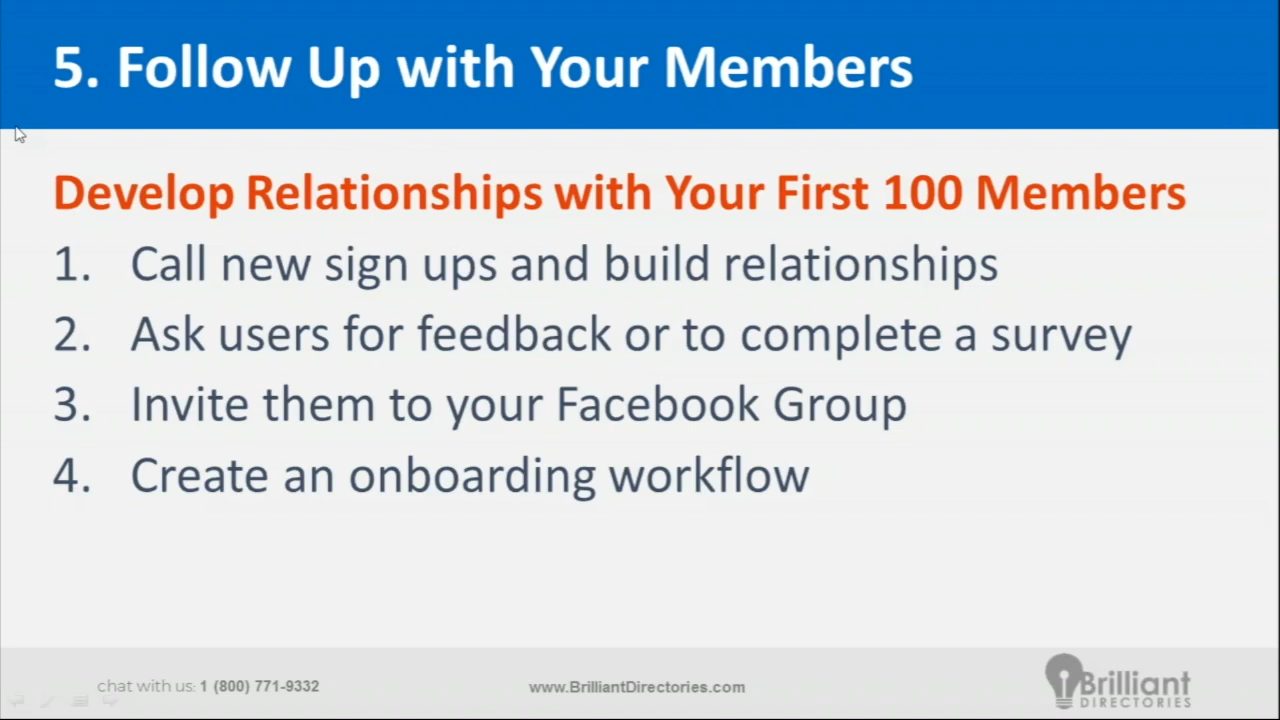 5. Follow Up with Your Members
Develop Relationships with Your First 100 Members
1. Call new sign ups and build relationships
2. Ask users for feedback or to complete a survey
3. Invite them to your Facebook Group
4. Create an onboarding workflow
chat with us: 1 (800) 771-9332
www.BrilliantDirectories.com
Brilliant
DIRECTORIES